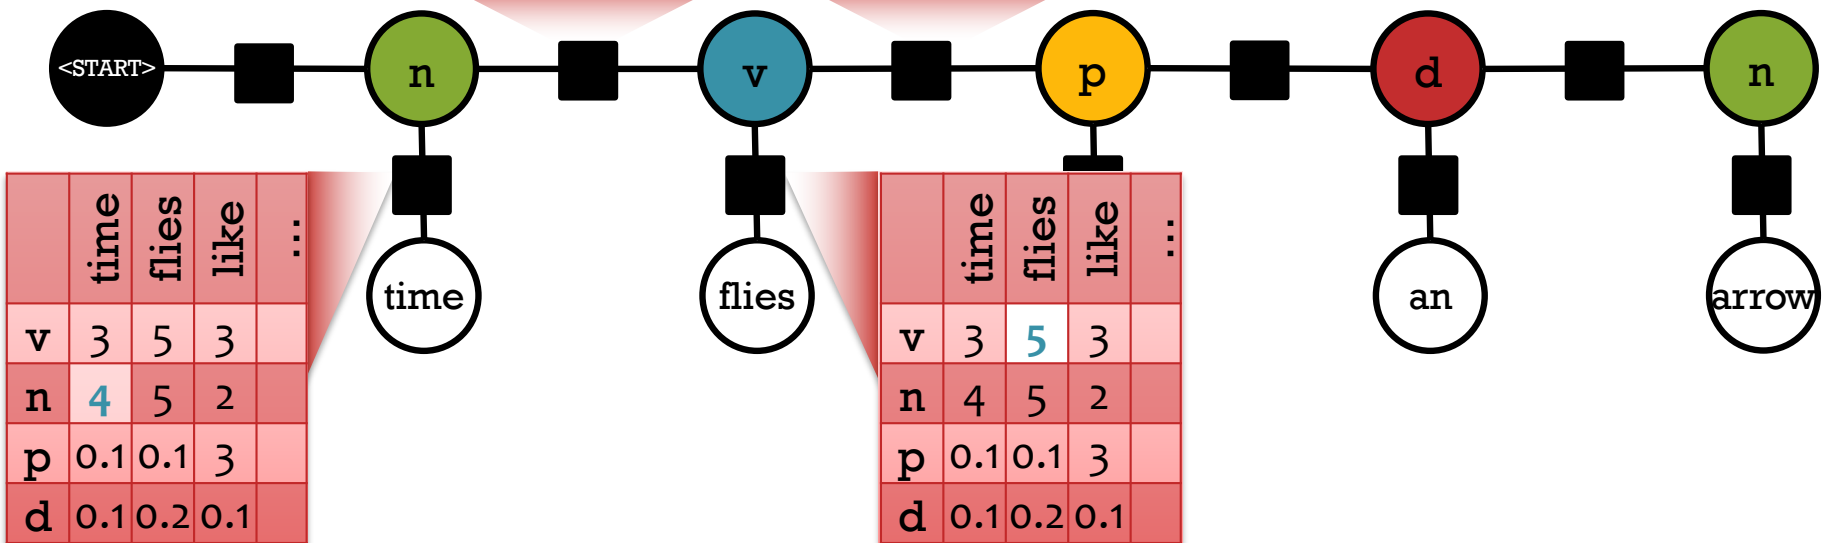 <START> n v p d n
time flies like ... time flies like ...
time flies an arrow
v 3 5 3 v 3 5 3
n 4 5 2 n 4 5 2
p 0.1 0.1 3 p 0.1 0.1 3
d 0.1 0.2 0.1 d 0.1 0.2 0.1